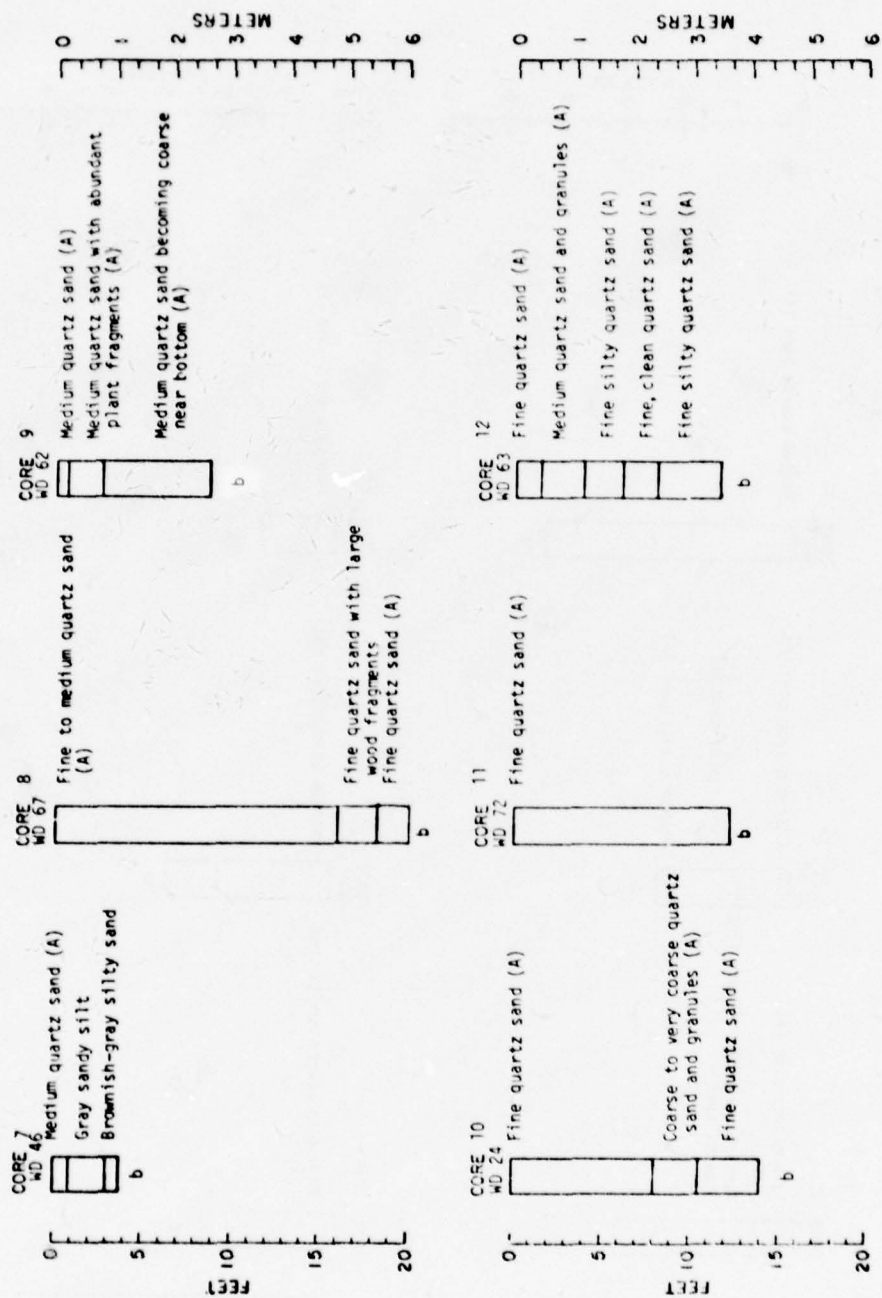 CORE 7
WD 46
Medium quartz sand (A)
Gray sandy silt
Brownish-gray silty sand
b
CORE 8
WD 67
Fine to medium quartz sand
(A)
Fine quartz sand with large
wood fragments
Fine quartz sand (A)
b
CORE 9
WD 62
Medium quartz sand (A)
Medium quartz sand with abundant
plant fragments (A)
Medium quartz sand becoming coarse
near bottom (A)
b
FEET
0
5
10
15
20
METERS
0
1
2
3
4
5
6
CORE 10
WD 24
Fine quartz sand (A)
Coarse to very coarse quartz
sand and granules (A)
Fine quartz sand (A)
b
CORE 11
WD 72
Fine quartz sand (A)
b
CORE 12
WD 63
Fine quartz sand (A)
Medium quartz sand and granules (A)
Fine silty quartz sand (A)
Fine, clean quartz sand (A)
Fine silty quartz sand (A)
b
FEET
0
5
10
15
20
METERS
0
1
2
3
4
5
6